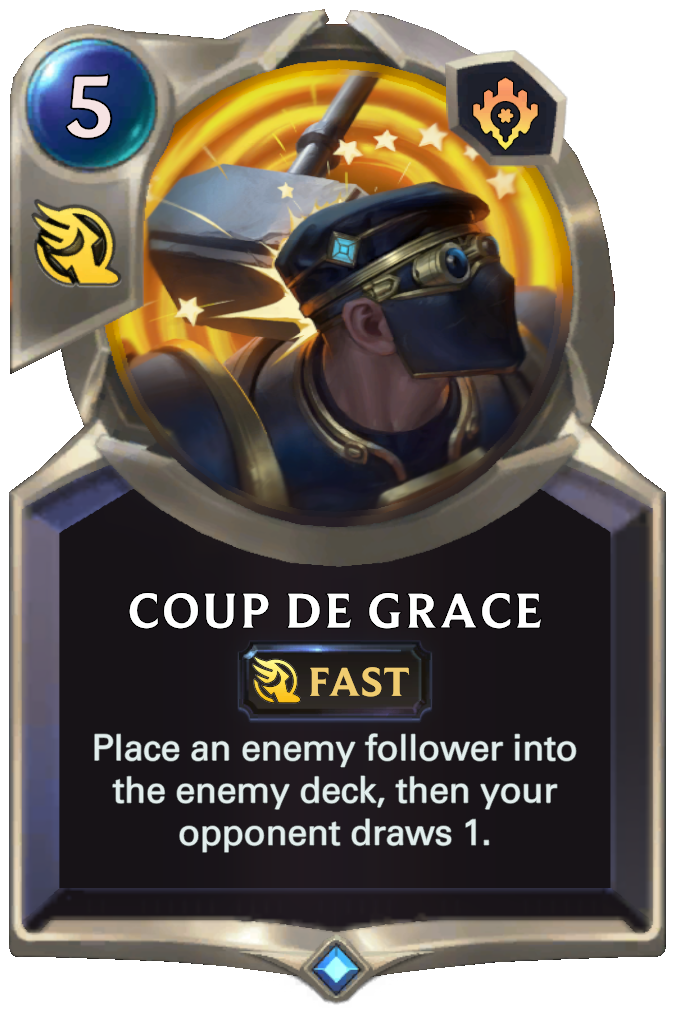 5
COUP DE GRACE
FAST
Place an enemy follower into
the enemy deck, then your
opponent draws 1.